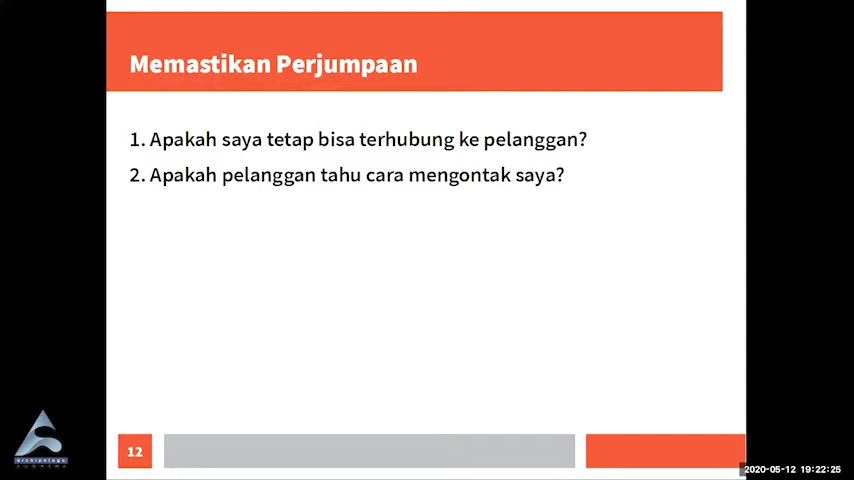 Memastikan Perjumpaan
1. Apakah saya tetap bisa terhubung ke pelanggan?
2. Apakah pelanggan tahu cara mengontak saya?
12
archipelago
2020-05-12 19:22:25